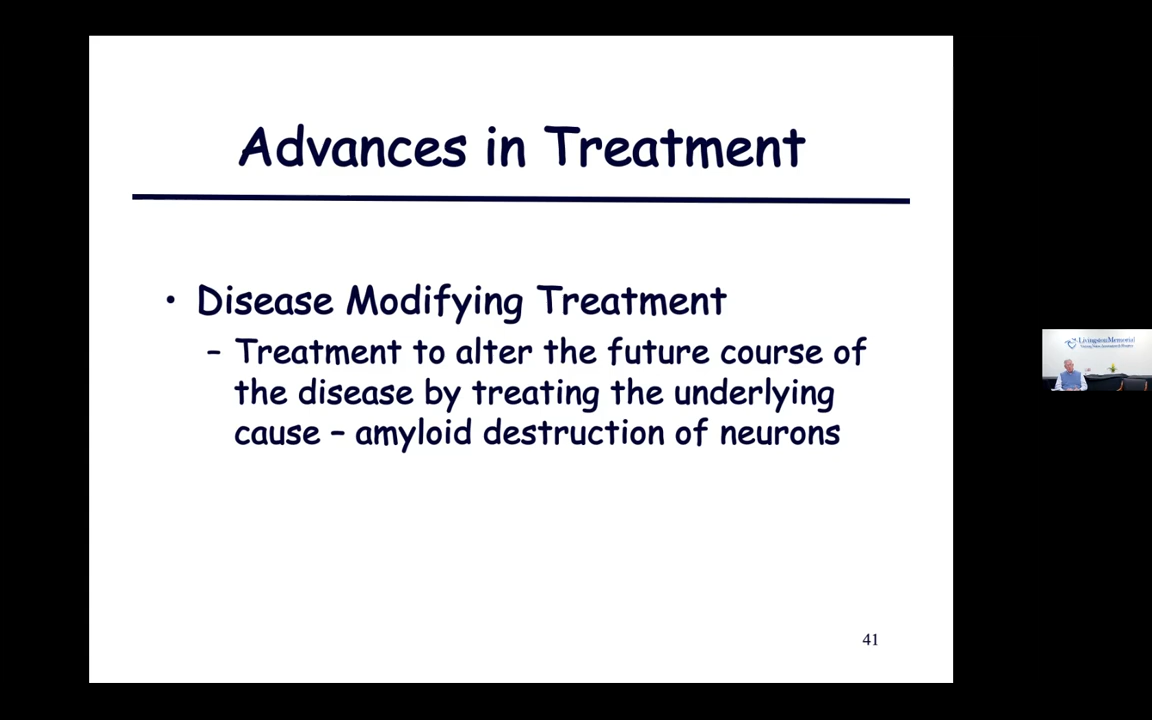 Advances in Treatment
• Disease Modifying Treatment
– Treatment to alter the future course of
the disease by treating the underlying
cause – amyloid destruction of neurons
41
LivingstonMemorial